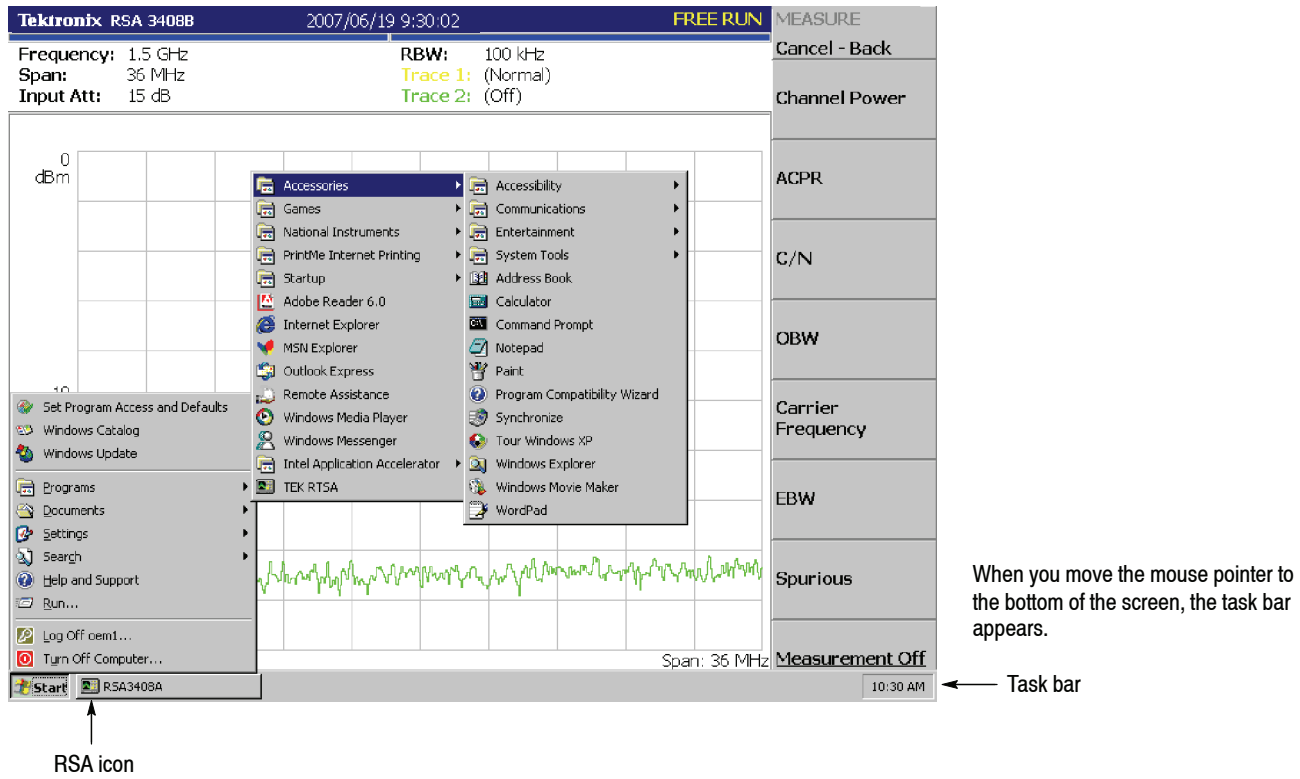 Tektronix RSA 3408B 2007/06/19 9:30:02 FREE RUN
Frequency: 1.5 GHz RBW: 100 kHz
Span: 36 MHz Trace 1: (Normal)
Input Att: 15 dB Trace 2: (Off)
0
dBm
Span: 36 MHz
MEASURE
Cancel - Back
Channel Power
ACPR
C/N
OBW
Carrier
Frequency
EBW
Spurious
Measurement Off
Set Program Access and Defaults
Windows Catalog
Windows Update
Programs
Documents
Settings
Search
Help and Support
Run...
Log Off oem1...
Turn Off Computer...
Accessories
Games
National Instruments
PrintMe Internet Printing
Startup
Adobe Reader 6.0
Internet Explorer
MSN Explorer
Outlook Express
Remote Assistance
Windows Media Player
Windows Messenger
Intel Application Accelerator
TEK RTSA
Accessibility
Communications
Entertainment
System Tools
Address Book
Calculator
Command Prompt
Notepad
Paint
Program Compatibility Wizard
Synchronize
Tour Windows XP
Windows Explorer
Windows Movie Maker
WordPad
Start RSA3408A 10:30 AM
When you move the mouse pointer to
the bottom of the screen, the task bar
appears.
Task bar
RSA icon